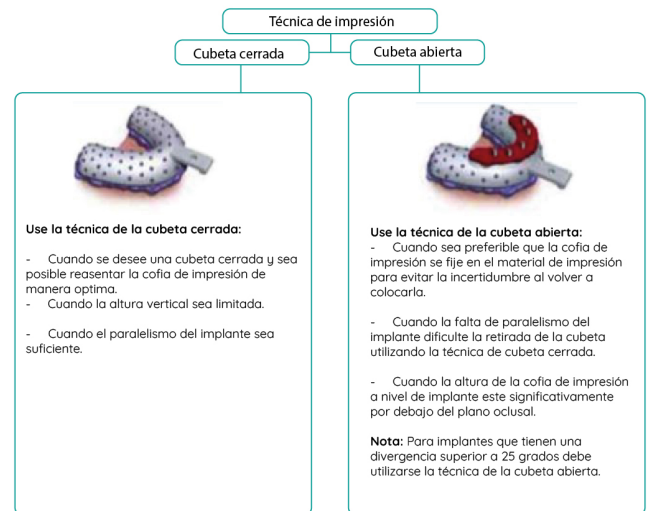 Técnica de impresión
Cubeta cerrada
Cubeta abierta
Use la técnica de la cubeta cerrada:
- Cuando se desee una cubeta cerrada y sea
posible reasentar la cofia de impresión de
manera optima.
- Cuando la altura vertical sea limitada.
- Cuando el paralelismo del implante sea
suficiente.
Use la técnica de la cubeta abierta:
- Cuando sea preferible que la cofia de
impresión se fije en el material de impresión
para evitar la incertidumbre al volver a
colocarla.
- Cuando la falta de paralelismo del
implante dificulte la retirada de la cubeta
utilizando la técnica de cubeta cerrada.
- Cuando la altura de la cofia de impresión
a nivel de implante este significativamente
por debajo del plano oclusal.
Nota: Para implantes que tienen una
divergencia superior a 25 grados debe
utilizarse la técnica de la cubeta abierta.